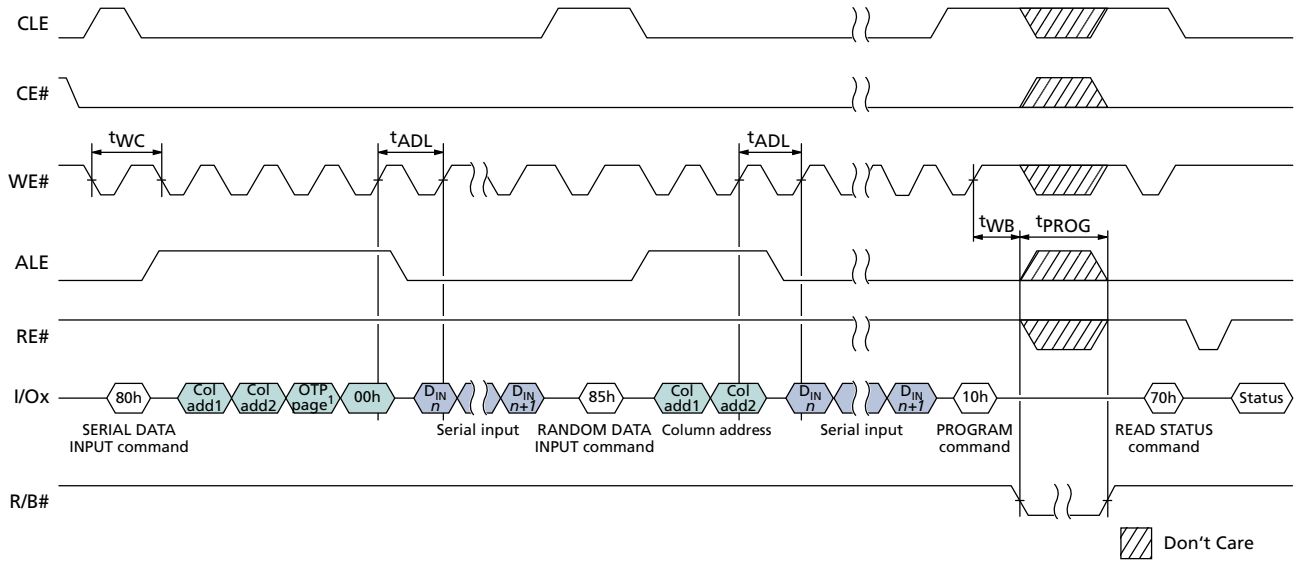 CLE
CE#
tWC
tADL
tADL
WE#
tWB
tPROG
ALE
RE#
I/Ox
80h
Col add1
Col add2
OTP page1
00h
DIN n
DIN n+1
85h
Col add1
Col add2
DIN n
DIN n+1
10h
70h
Status
SERIAL DATA INPUT command
Serial input
RANDOM DATA INPUT command
Column address
Serial input
PROGRAM command
READ STATUS command
R/B#
Don't Care